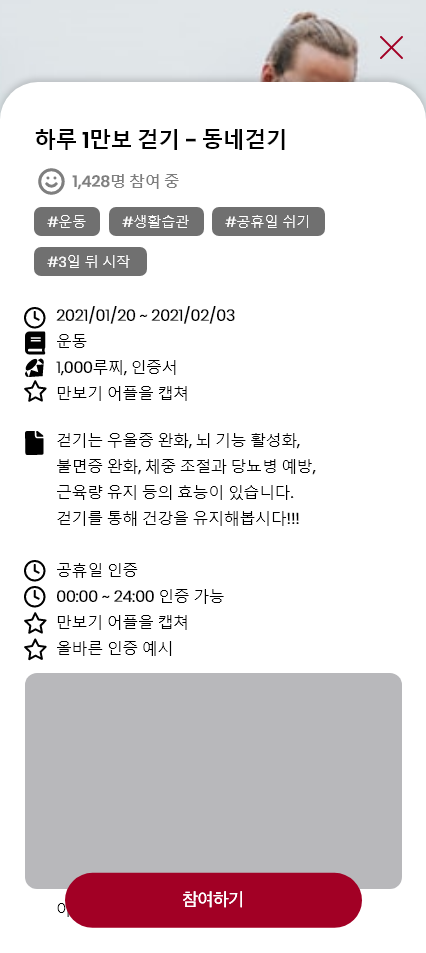 하루 1만보 걷기 - 동네걷기
1,428명 참여 중
#운동 #생활습관 #공휴일 쉬기
#3일 뒤 시작
2021/01/20 ~ 2021/02/03
운동
1,000루찌, 인증서
만보기 어플을 캡쳐
걷기는 우울증 완화, 뇌 기능 활성화,
불면증 완화, 체중 조절과 당뇨병 예방,
근육량 유지 등의 효능이 있습니다.
걷기를 통해 건강을 유지해봅시다!!!
공휴일 인증
00:00 ~ 24:00 인증 가능
만보기 어플을 캡쳐
올바른 인증 예시
참여하기